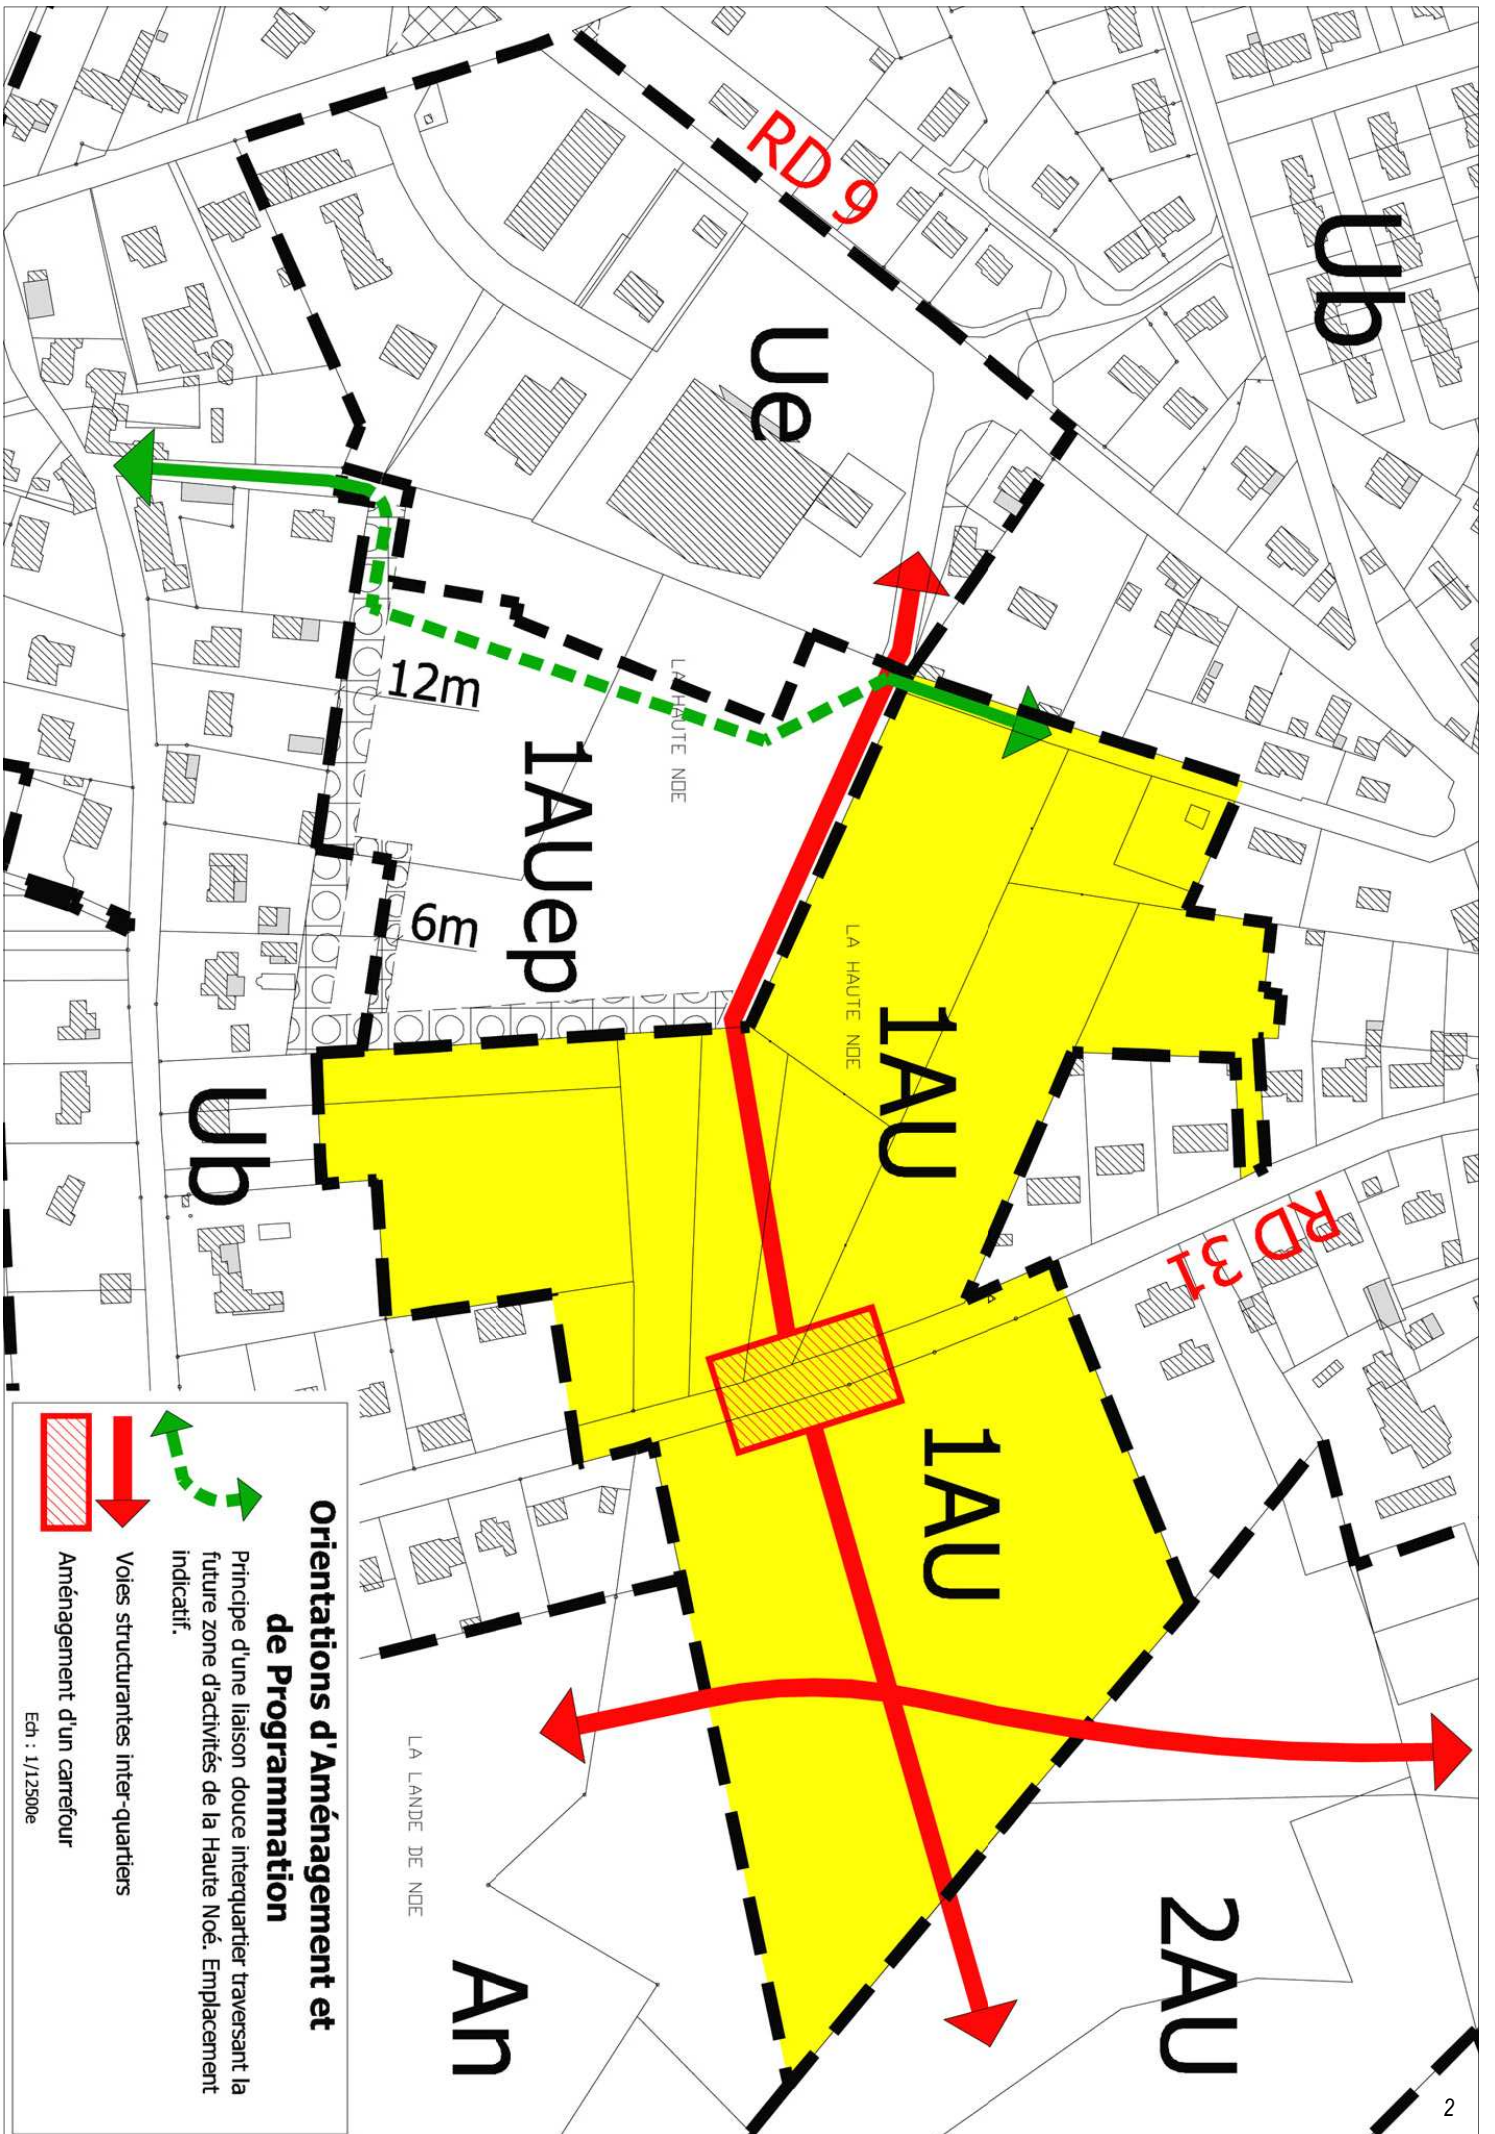 Ub
RD 9
Ue
LA HAUTE NOE
12m
1AUep
6m
LA HAUTE NOE
1AU
Ub
RD 31
1AU
2AU
LA LANDE DE NOE
An
Orientations d'Aménagement et
de Programmation
Principe d'une liaison douce interquartier traversant la
future zone d'activités de la Haute Noé. Emplacement
indicatif.
Voies structurantes inter-quartiers
Aménagement d'un carrefour
Ech : 1/12500e
2